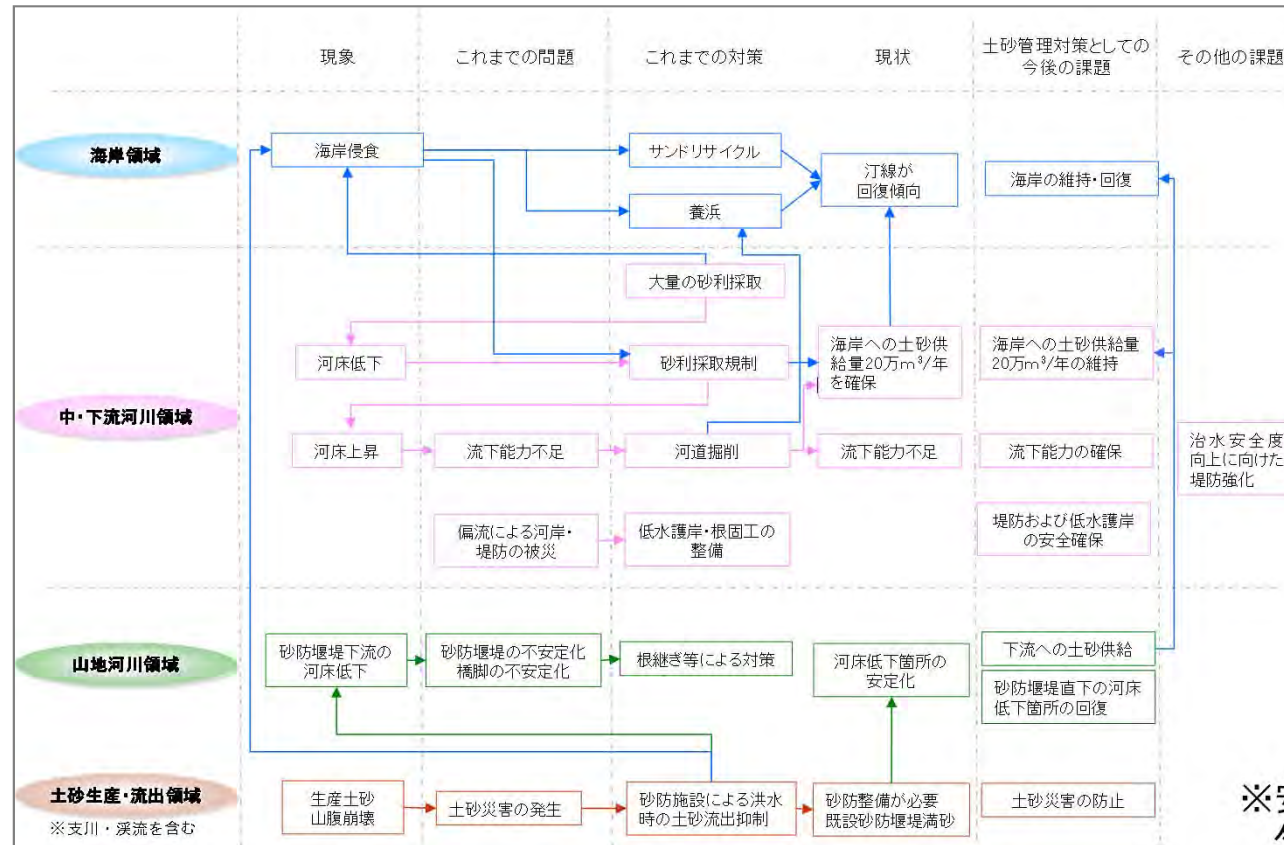 現象
これまでの問題
これまでの対策
現状
土砂管理対策としての
今後の課題
その他の課題
海岸領域
海岸侵食
サンドリサイクル
養浜
汀線が
回復傾向
海岸の維持・回復
中・下流河川領域
大量の砂利採取
河床低下
砂利採取規制
海岸への土砂供
給量20万m³/年
を確保
海岸への土砂供給量
20万m³/年の維持
河床上昇
流下能力不足
河道掘削
流下能力不足
流下能力の確保
治水安全度
向上に向けた
堤防強化
偏流による河岸・
堤防の被災
低水護岸・根固工の
整備
堤防および低水護岸
の安全確保
山地河川領域
砂防堰堤下流の
河床低下
砂防堰堤の不安定化
橋脚の不安定化
根継ぎ等による対策
河床低下箇所の
安定化
下流への土砂供給
砂防堰堤直下の河床
低下箇所の回復
土砂生産・流出領域
※支川・渓流を含む
生産土砂
山腹崩壊
土砂災害の発生
砂防施設による洪水
時の土砂流出抑制
砂防整備が必要
既設砂防堰堤満砂
土砂災害の防止
※